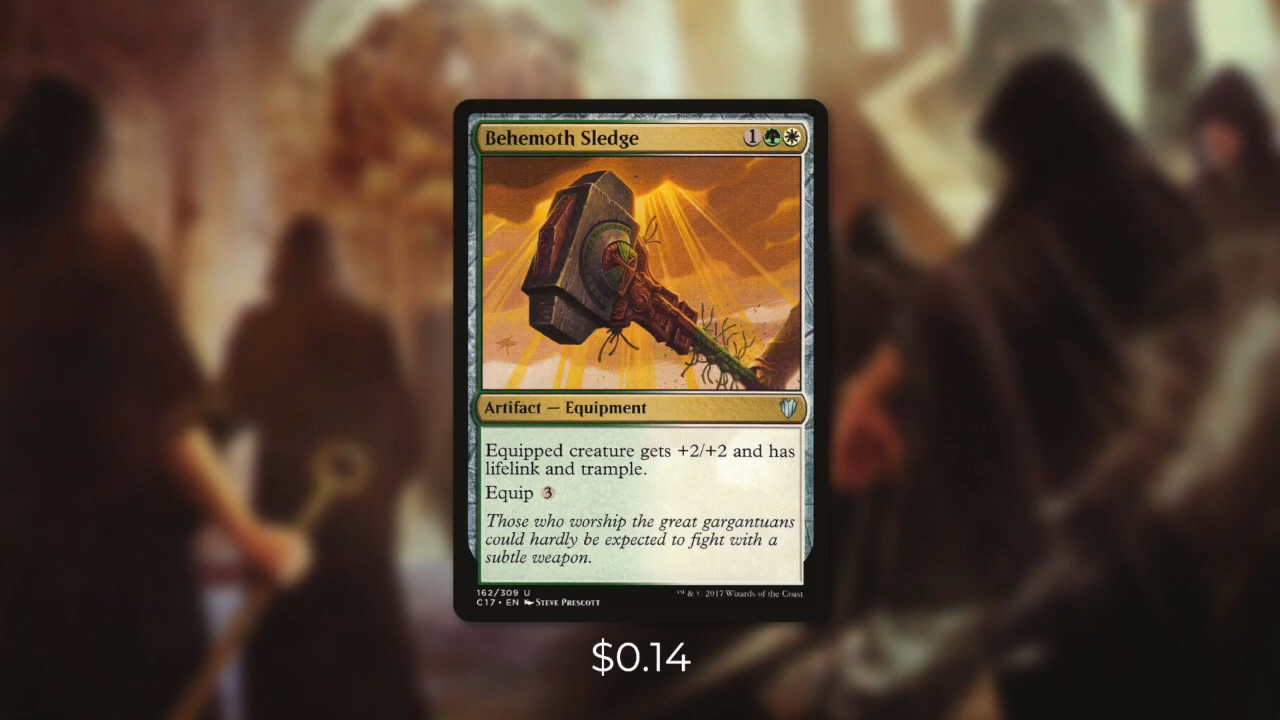 Behemoth Sledge 1
Artifact — Equipment
Equipped creature gets +2/+2 and has
lifelink and trample.
Equip 3
Those who worship the great gargantuans
could hardly be expected to fight with a
subtle weapon.
162/309 U
C17 • EN Steve Prescott
™ & © 2017 Wizards of the Coast
$0.14